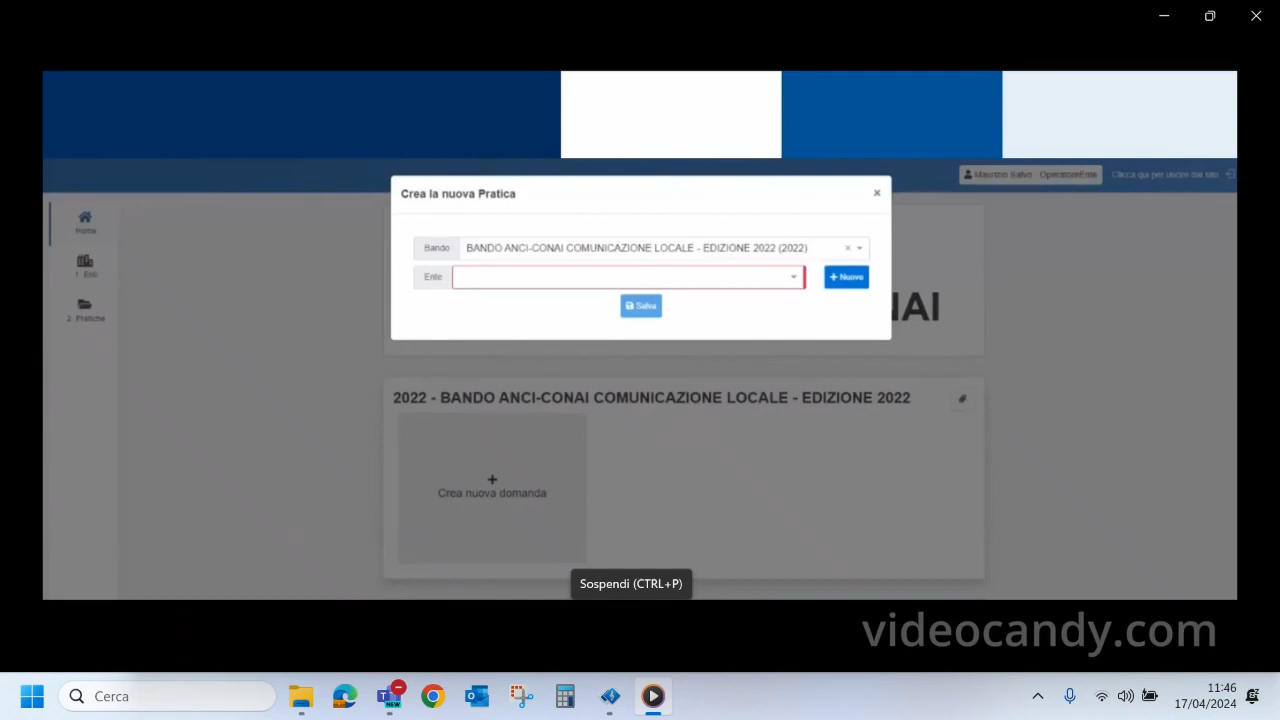 Maurizio Salvo OperatoreEnte
Clicca qui per uscire dal sito
Crea la nuova Pratica
×
Home
1. Enti
2. Pratiche
Bando
BANDO ANCI-CONAI COMUNICAZIONE LOCALE - EDIZIONE 2022 (2022)
Ente
+ Nuovo
Salva
NAI
2022 - BANDO ANCI-CONAI COMUNICAZIONE LOCALE - EDIZIONE 2022
+
Crea nuova domanda
Sospendi (CTRL+P)
videocandy.com
Cerca
NEW
11:46
17/04/2024